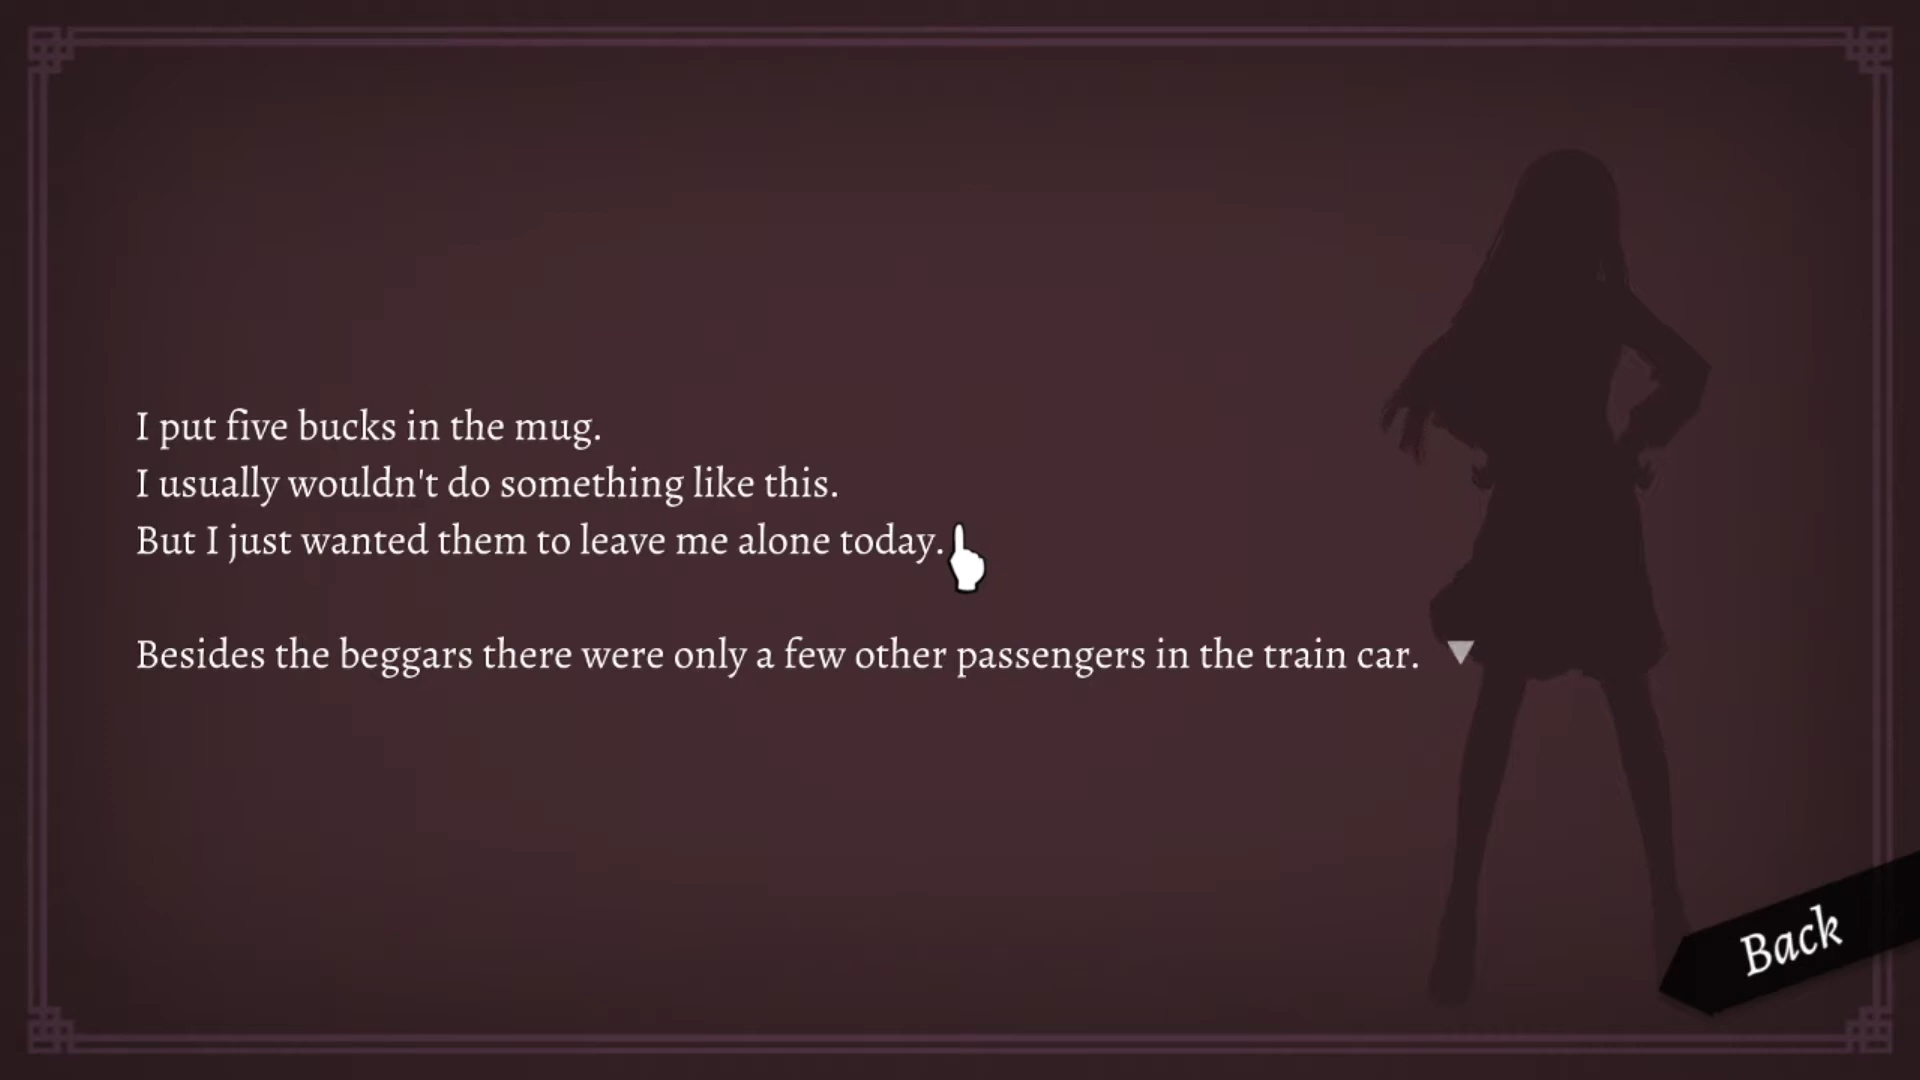 I put five bucks in the mug.
I usually wouldn't do something like this.
But I just wanted them to leave me alone today.
Besides the beggars there were only a few other passengers in the train car.
Back